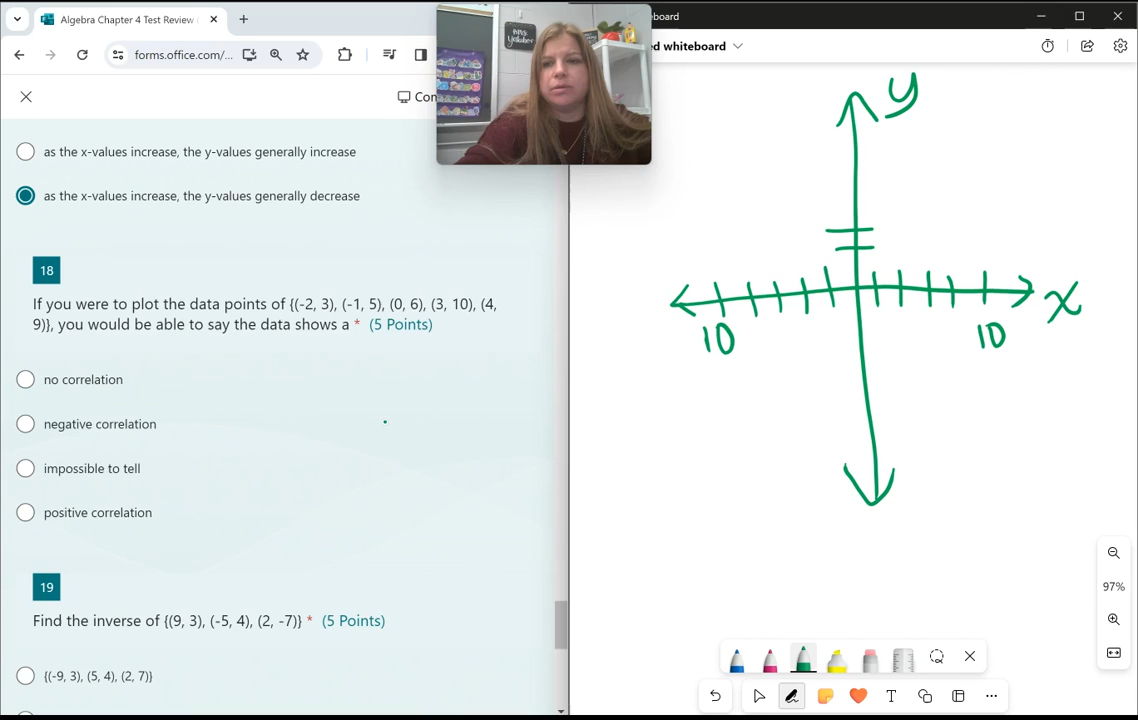 Algebra Chapter 4 Test Review
forms.office.com/...
Con
eboard
ed whiteboard
as the x-values increase, the y-values generally increase
as the x-values increase, the y-values generally decrease
18
If you were to plot the data points of {(-2, 3), (-1, 5), (0, 6), (3, 10), (4,
9)}, you would be able to say the data shows a * (5 Points)
no correlation
negative correlation
impossible to tell
positive correlation
19
Find the inverse of {(9, 3), (-5, 4), (2, -7)} * (5 Points)
{(-9, 3), (5, 4), (2, 7)}
y
x
10
10
97%
T